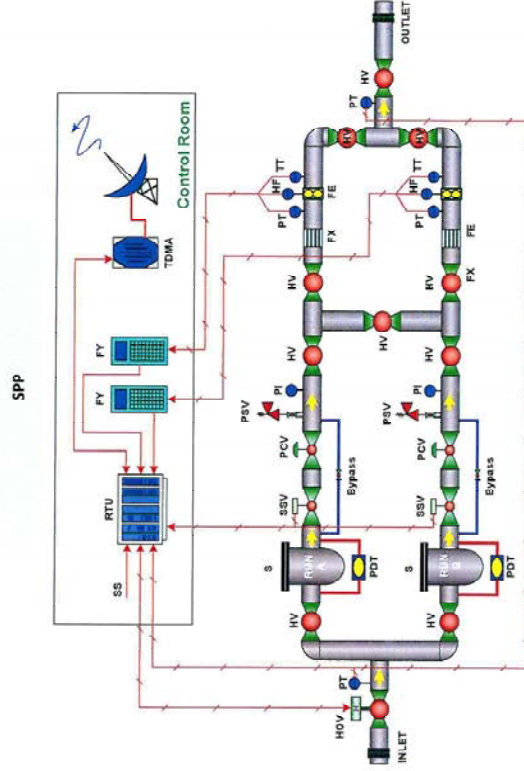 SPP
Control Room
TDMA
FY
FY
RTU
SS
PSV
PT
HF
TT
S
SSV
PCV
PI
HV
HV
HV
FX
FE
HV
RUN A
PDT
Bypass
HOV
PT
INLET
HV
PT
HV
OUTLET
PSV
PT
HF
TT
S
SSV
PCV
PI
HV
HV
HV
FX
FE
HV
RUN B
PDT
Bypass